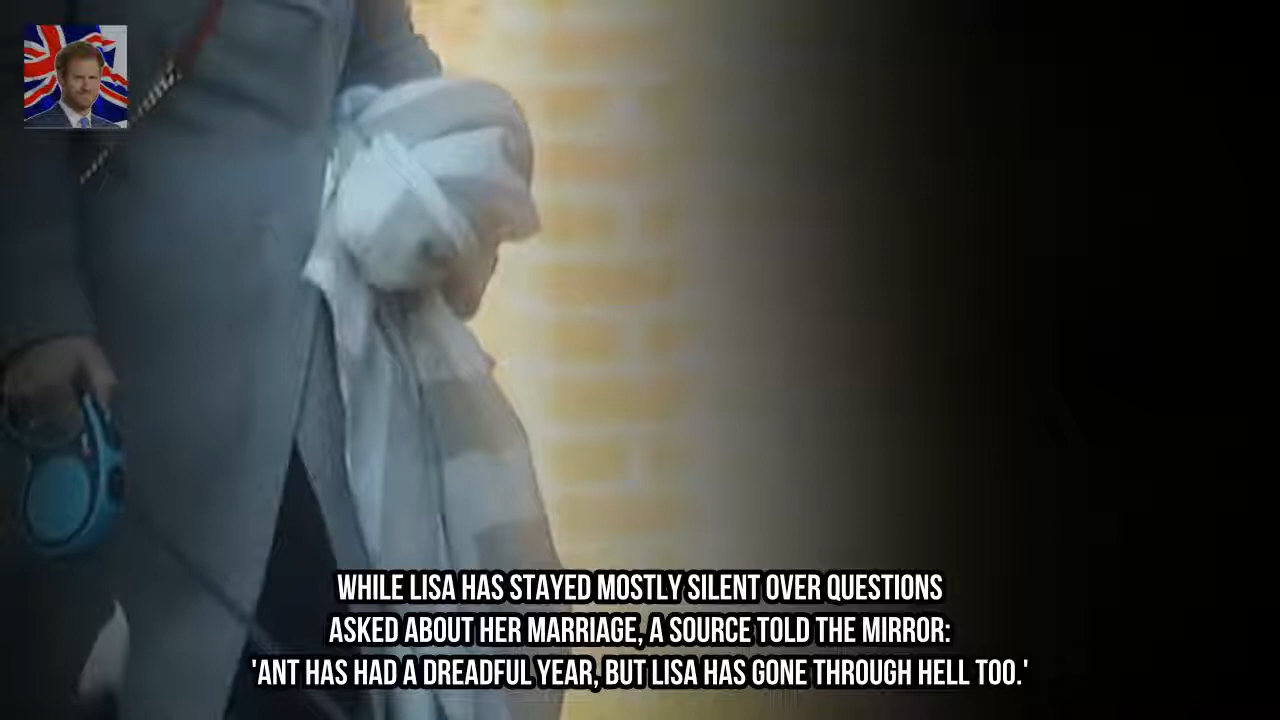 WHILE LISA HAS STAYED MOSTLY SILENT OVER QUESTIONS
ASKED ABOUT HER MARRIAGE, A SOURCE TOLD THE MIRROR:
'ANT HAS HAD A DREADFUL YEAR, BUT LISA HAS GONE THROUGH HELL TOO.'